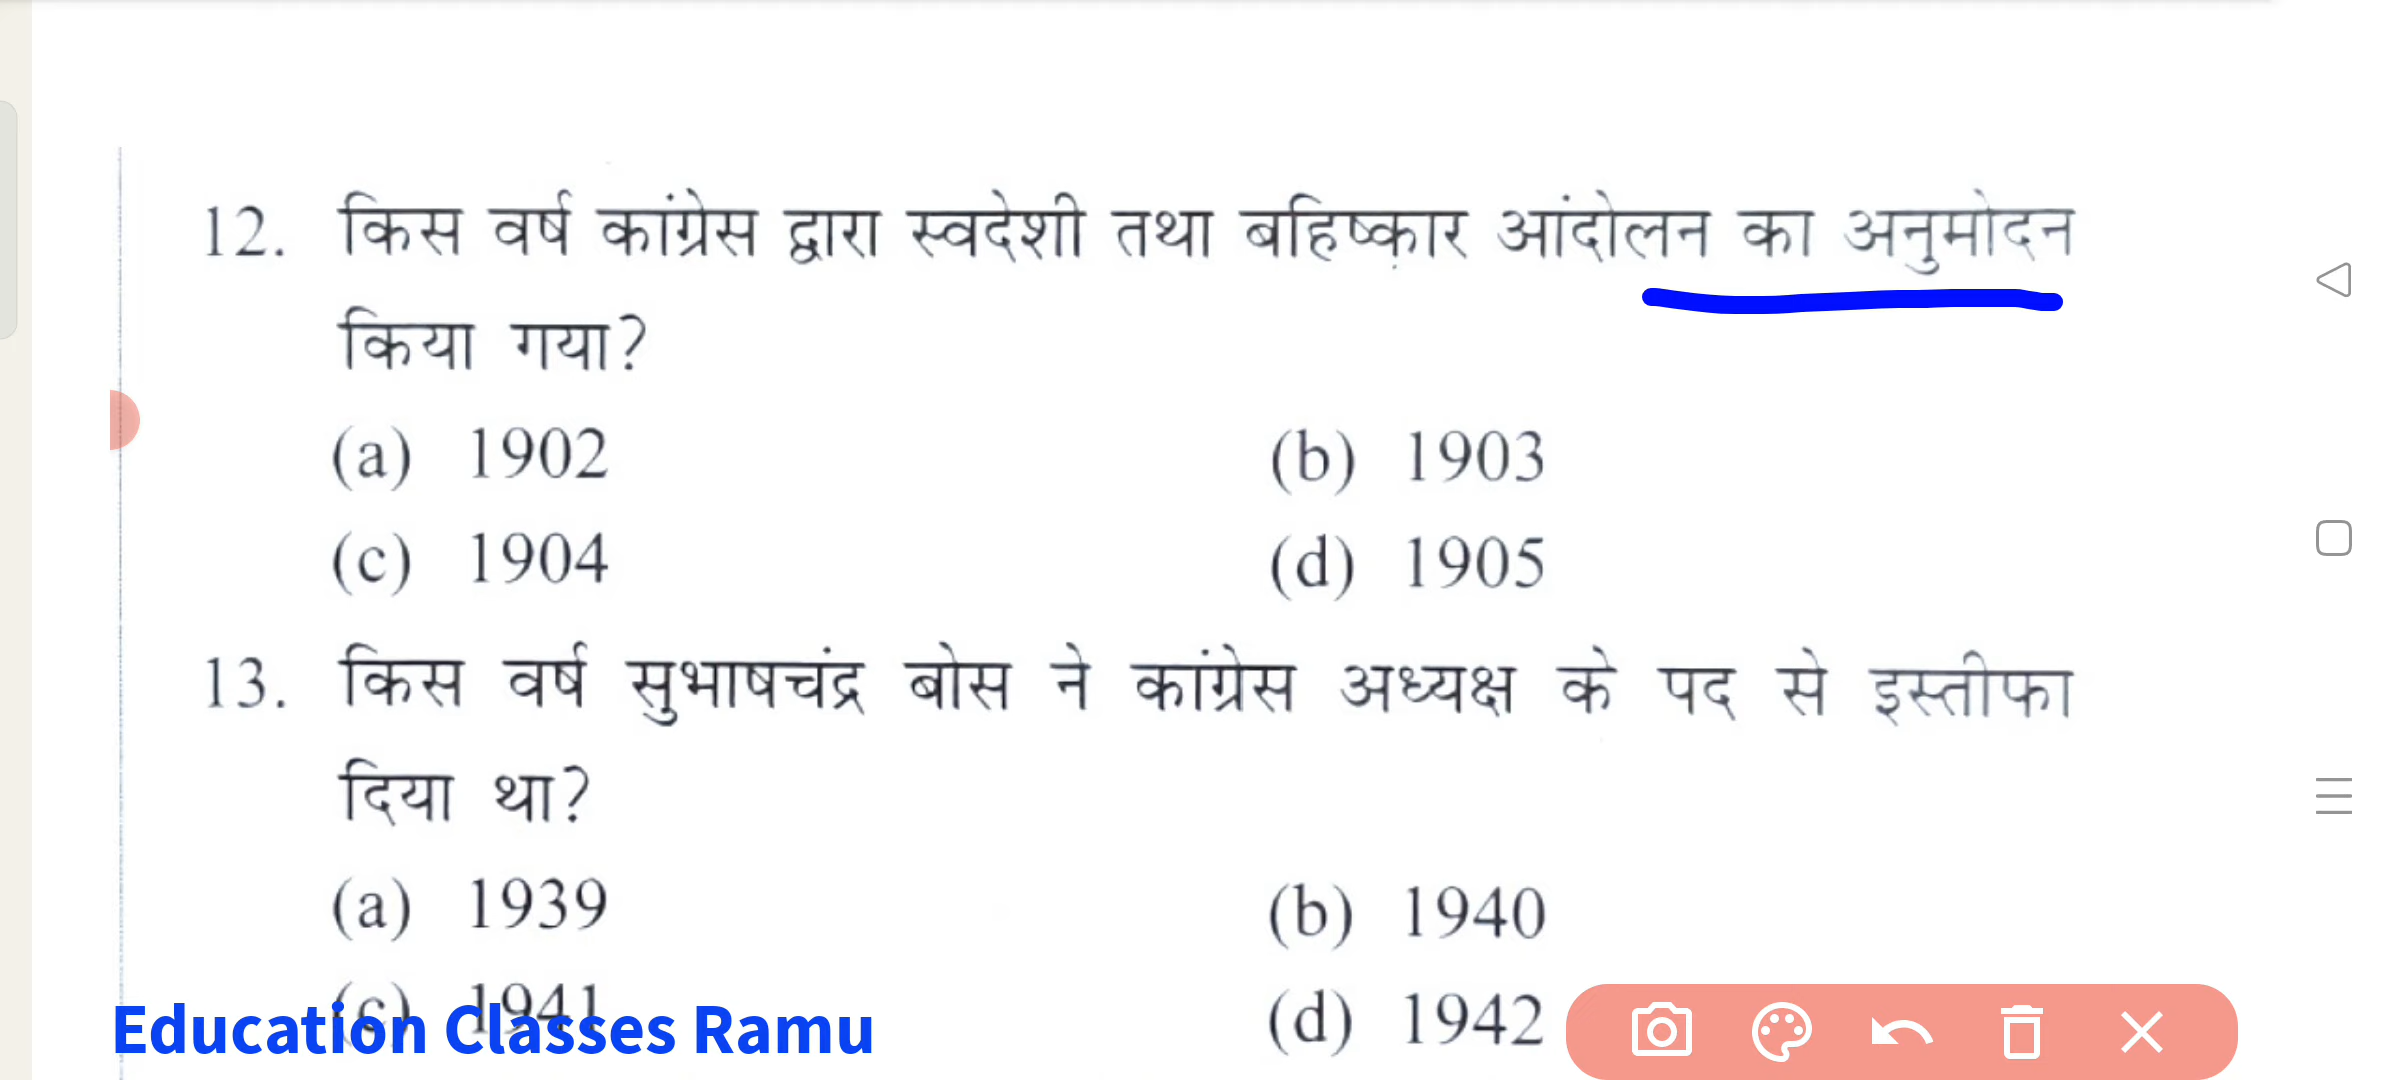 12. किस वर्ष कांग्रेस द्वारा स्वदेशी तथा बहिष्कार आंदोलन का अनुमोदन
किया गया?
(a) 1902 (b) 1903
(c) 1904 (d) 1905
13. किस वर्ष सुभाषचंद्र बोस ने कांग्रेस अध्यक्ष के पद से इस्तीफा
दिया था?
(a) 1939 (b) 1940
(c) 1941 (d) 1942
Education Classes Ramu